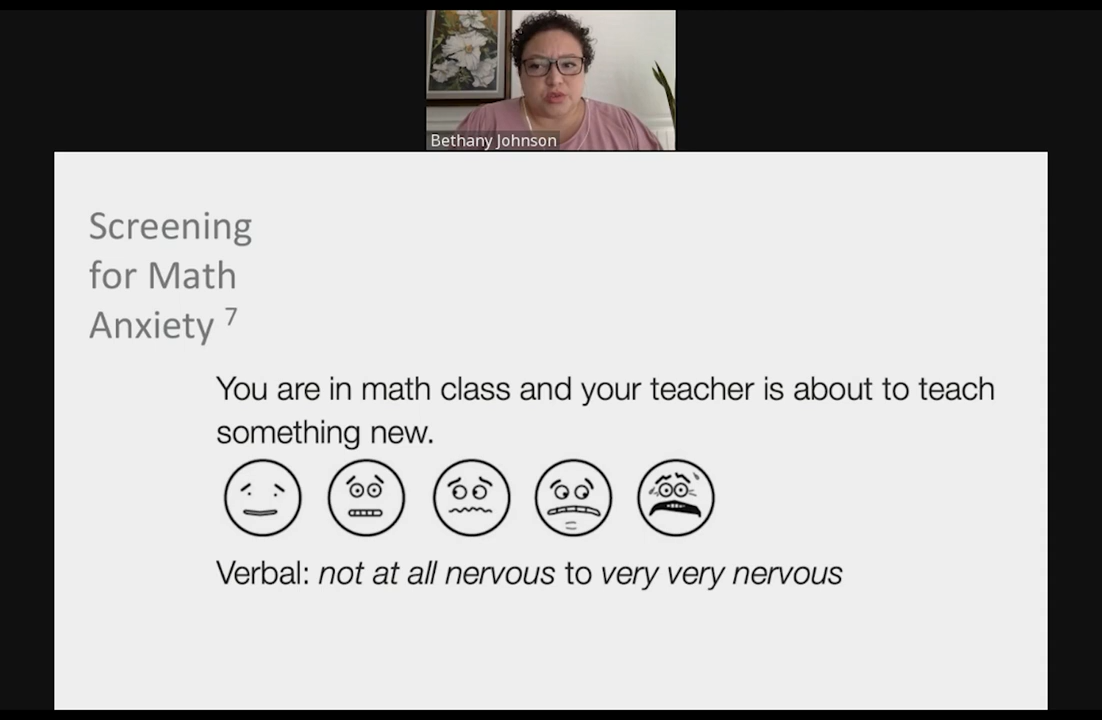 Bethany Johnson
Screening
for Math
Anxiety 7
You are in math class and your teacher is about to teach
something new.
Verbal: not at all nervous to very very nervous